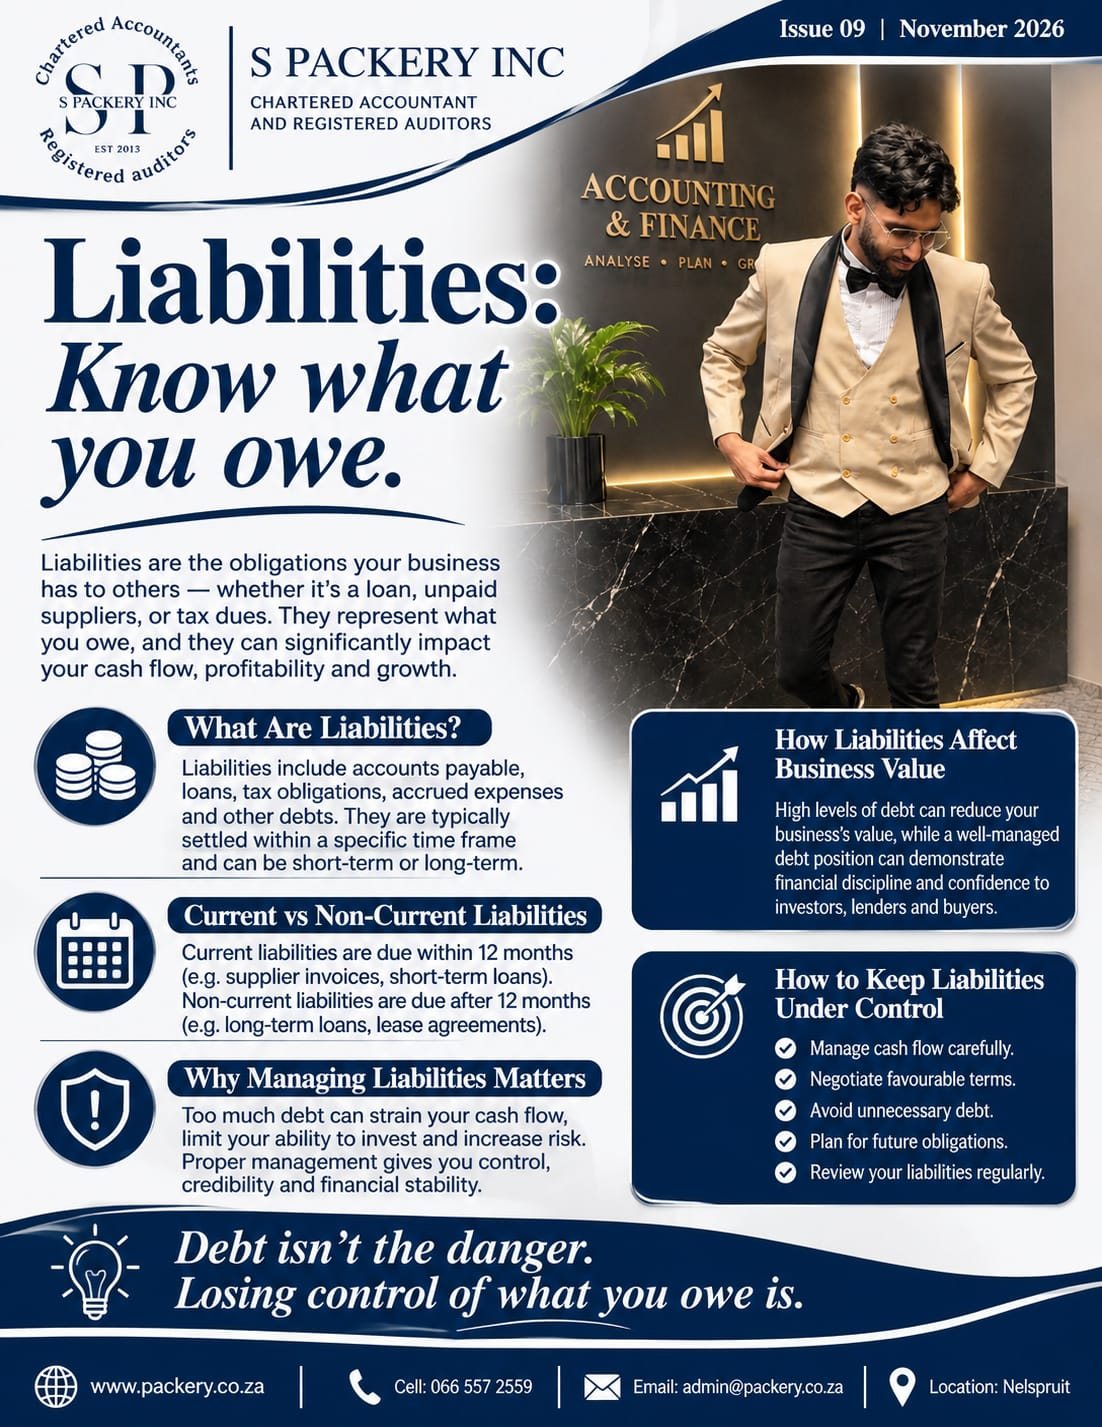 Chartered Accountants
SP
S PACKERY INC
EST 2013
Registered auditors
S PACKERY INC
CHARTERED ACCOUNTANT
AND REGISTERED AUDITORS
Issue 09 | November 2026
ACCOUNTING
& FINANCE
ANALYSE • PLAN • GR
Liabilities:
Know what
you owe.
Liabilities are the obligations your business
has to others — whether it's a loan, unpaid
suppliers, or tax dues. They represent what
you owe, and they can significantly impact
your cash flow, profitability and growth.
What Are Liabilities?
Liabilities include accounts payable,
loans, tax obligations, accrued expenses
and other debts. They are typically
settled within a specific time frame
and can be short-term or long-term.
Current vs Non-Current Liabilities
Current liabilities are due within 12 months
(e.g. supplier invoices, short-term loans).
Non-current liabilities are due after 12 months
(e.g. long-term loans, lease agreements).
Why Managing Liabilities Matters
Too much debt can strain your cash flow,
limit your ability to invest and increase risk.
Proper management gives you control,
credibility and financial stability.
How Liabilities Affect
Business Value
High levels of debt can reduce your
business's value, while a well-managed
debt position can demonstrate
financial discipline and confidence to
investors, lenders and buyers.
How to Keep Liabilities
Under Control
Manage cash flow carefully.
Negotiate favourable terms.
Avoid unnecessary debt.
Plan for future obligations.
Review your liabilities regularly.
Debt isn't the danger.
Losing control of what you owe is.
www.packery.co.za
Cell: 066 557 2559
Email: admin@packery.co.za
Location: Nelspruit